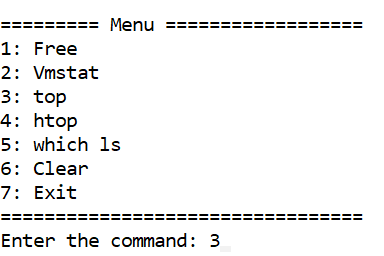 ========= Menu ==================
1: Free
2: Vmstat
3: top
4: htop
5: which ls
6: Clear
7: Exit
=================================
Enter the command: 3